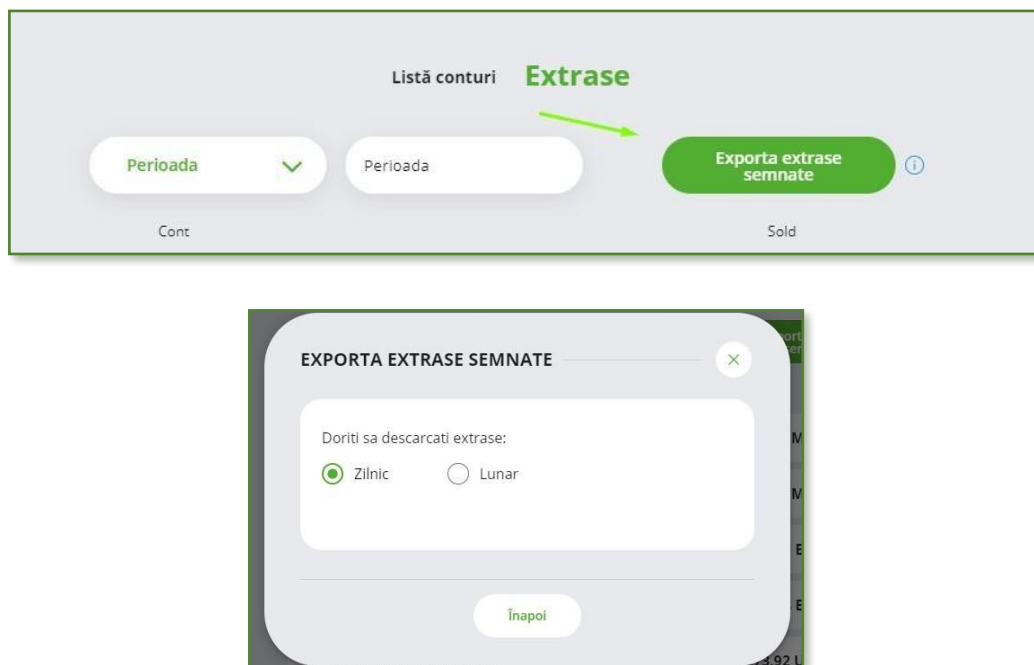 Listă conturi Extrase
Perioada Perioada Exporta extrase
semnate
Cont Sold
EXPORTA EXTRASE SEMNATE
Doriti sa descarcati extrase:
Zilnic Lunar
Înapoi